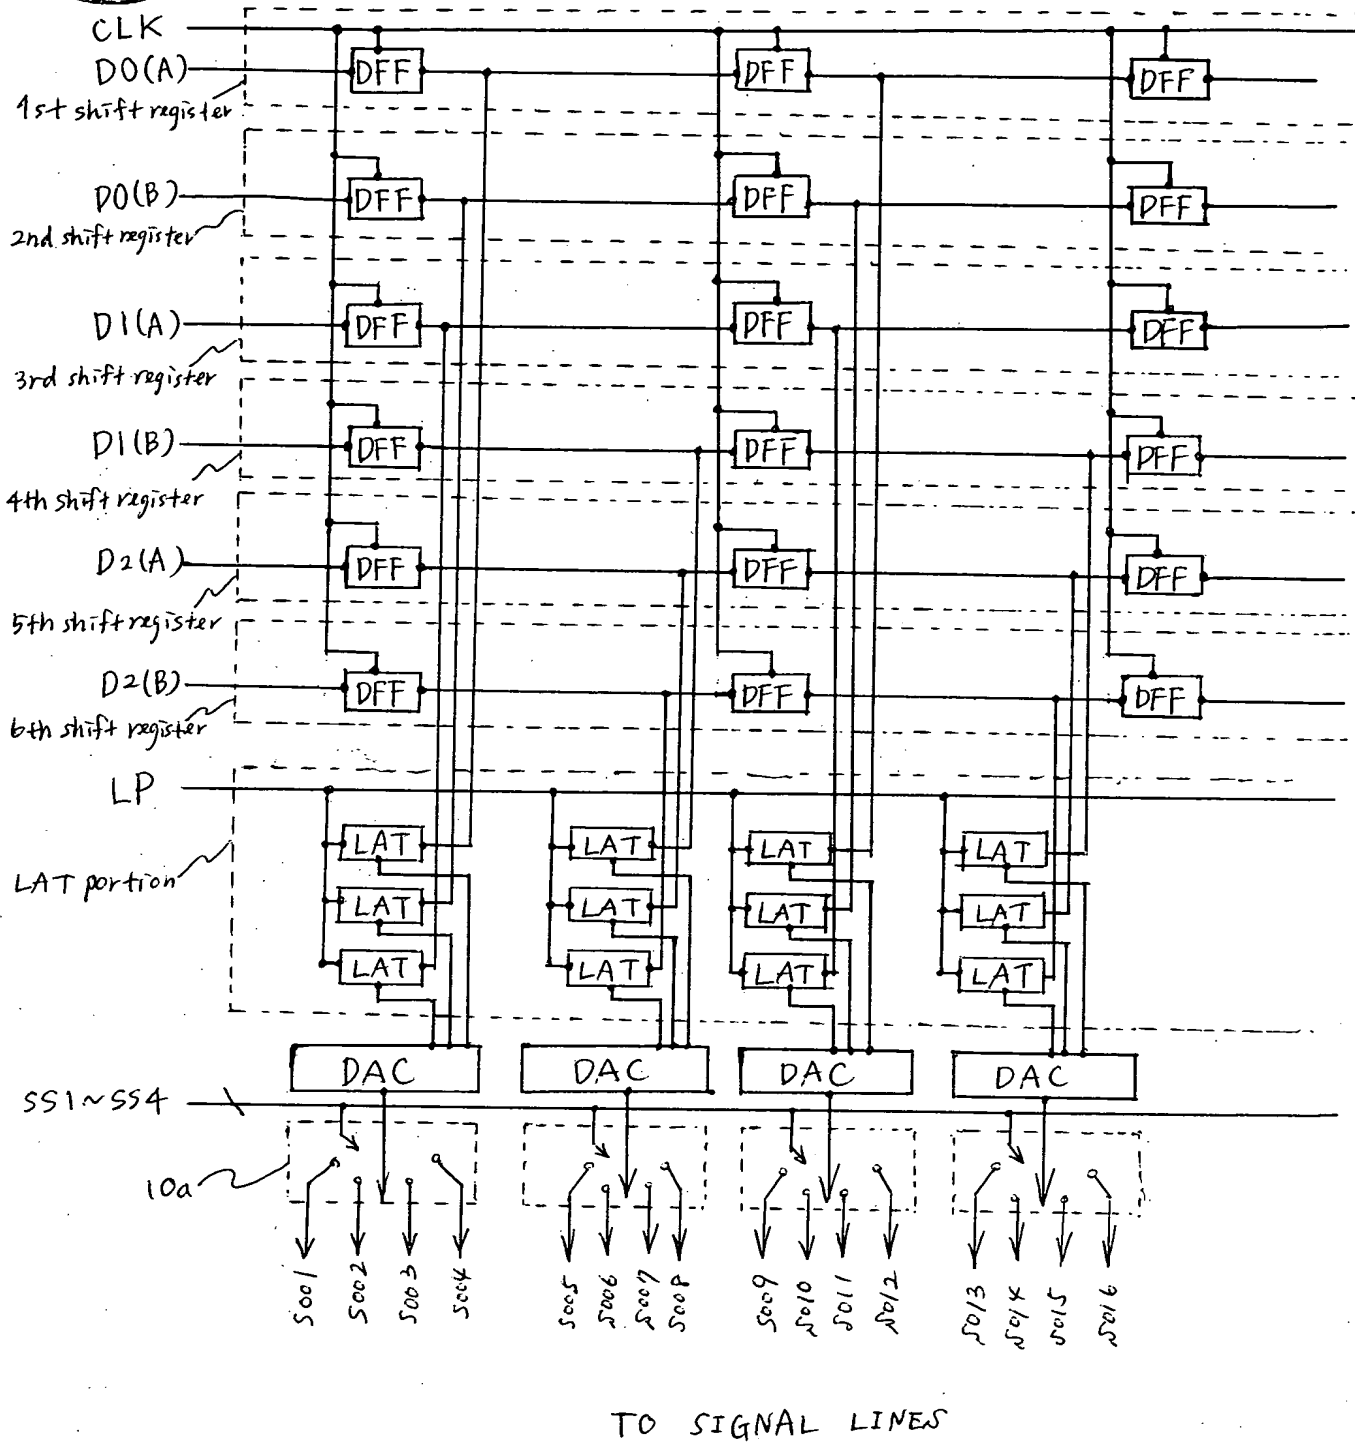 CLK
D0(A) DFF DFF DFF
1st shift register
D0(B) DFF DFF DFF
2nd shift register
D1(A) DFF DFF DFF
3rd shift register
D1(B) DFF DFF DFF
4th shift register
D2(A) DFF DFF DFF
5th shift register
D2(B) DFF DFF DFF
6th shift register
LP
LAT LAT LAT LAT
LAT portion
LAT LAT LAT LAT
LAT LAT LAT LAT
DAC DAC DAC DAC
SS1~SS4
10a
S001 S002 S003 S004 S005 S006 S007 S008 S009 S010 S011 S012 S013 S014 S015 S016
TO SIGNAL LINES